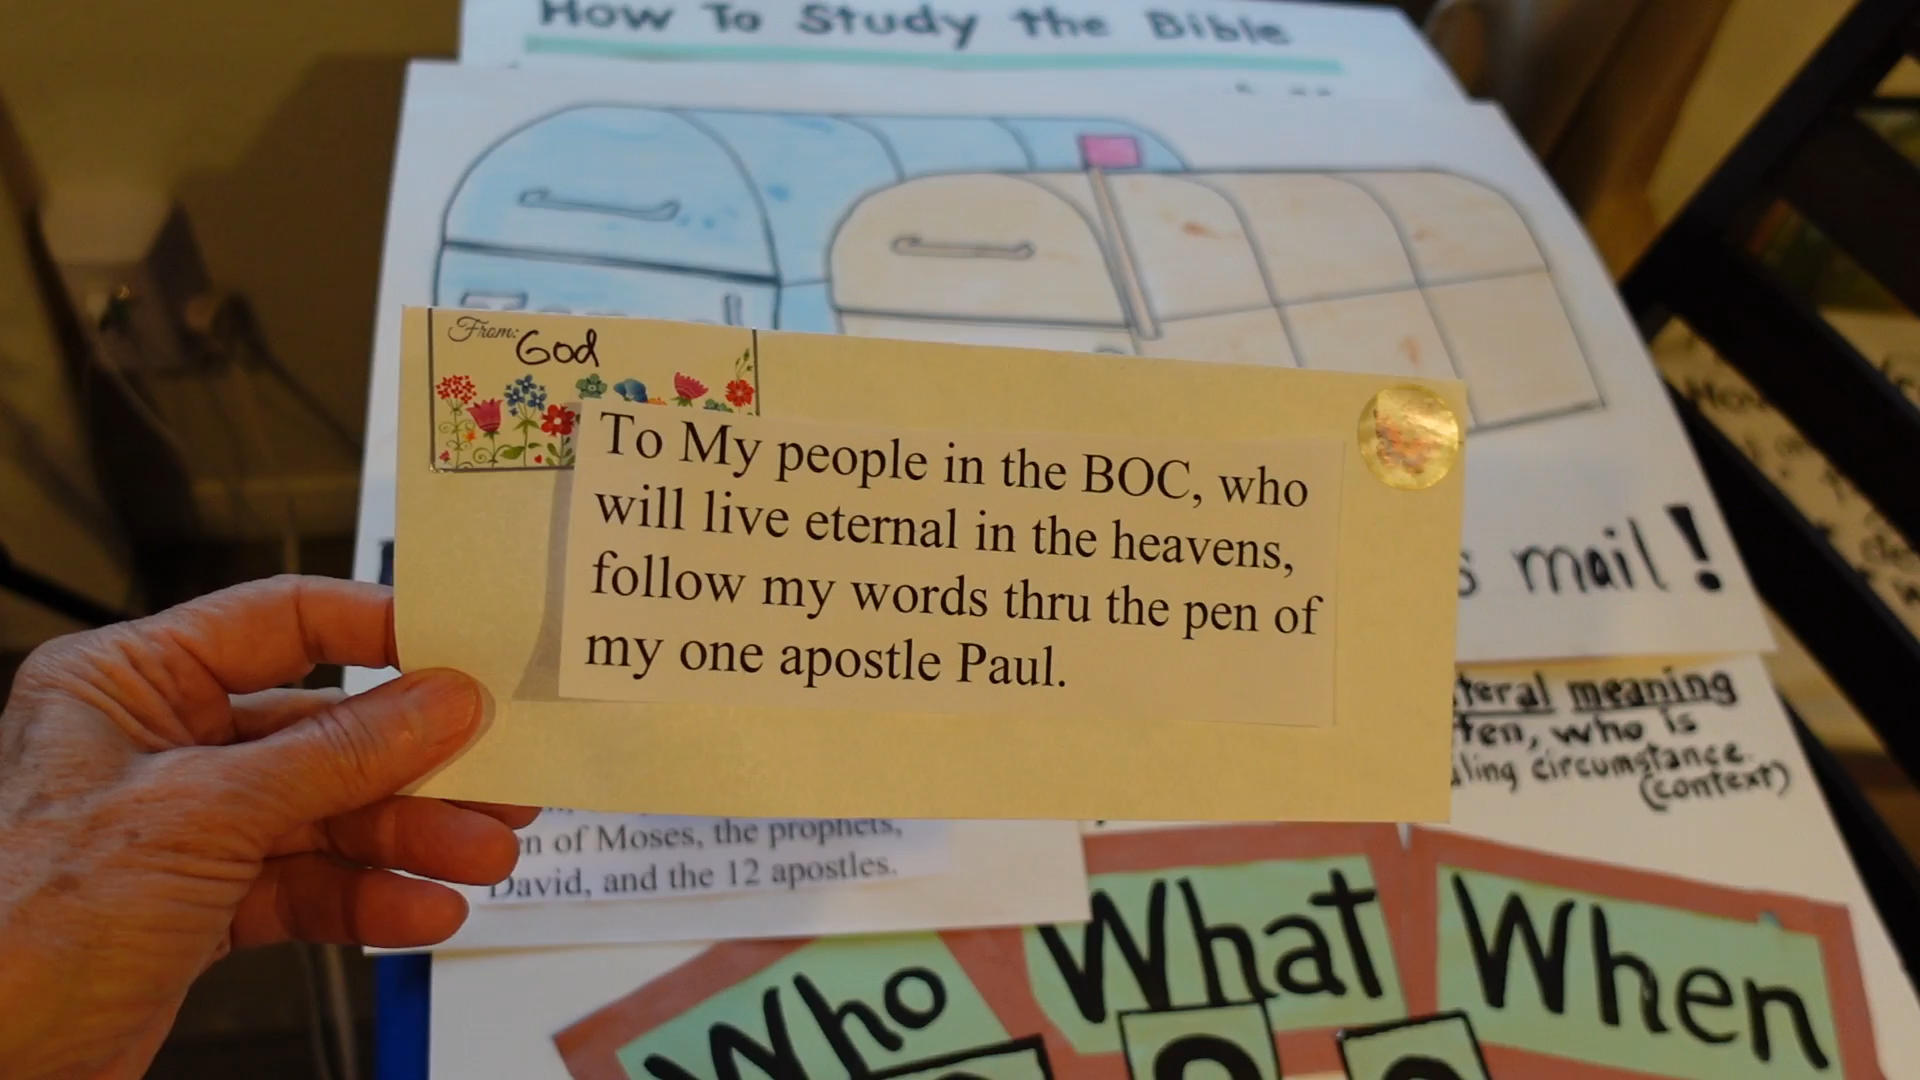 How To Study the Bible
From: God
To My people in the BOC, who
will live eternal in the heavens,
follow my words thru the pen of
my one apostle Paul.
mail!
meaning
who is
circumstance
(context)
of Moses, the prophets,
David, and the 12 apostles.
Who What When